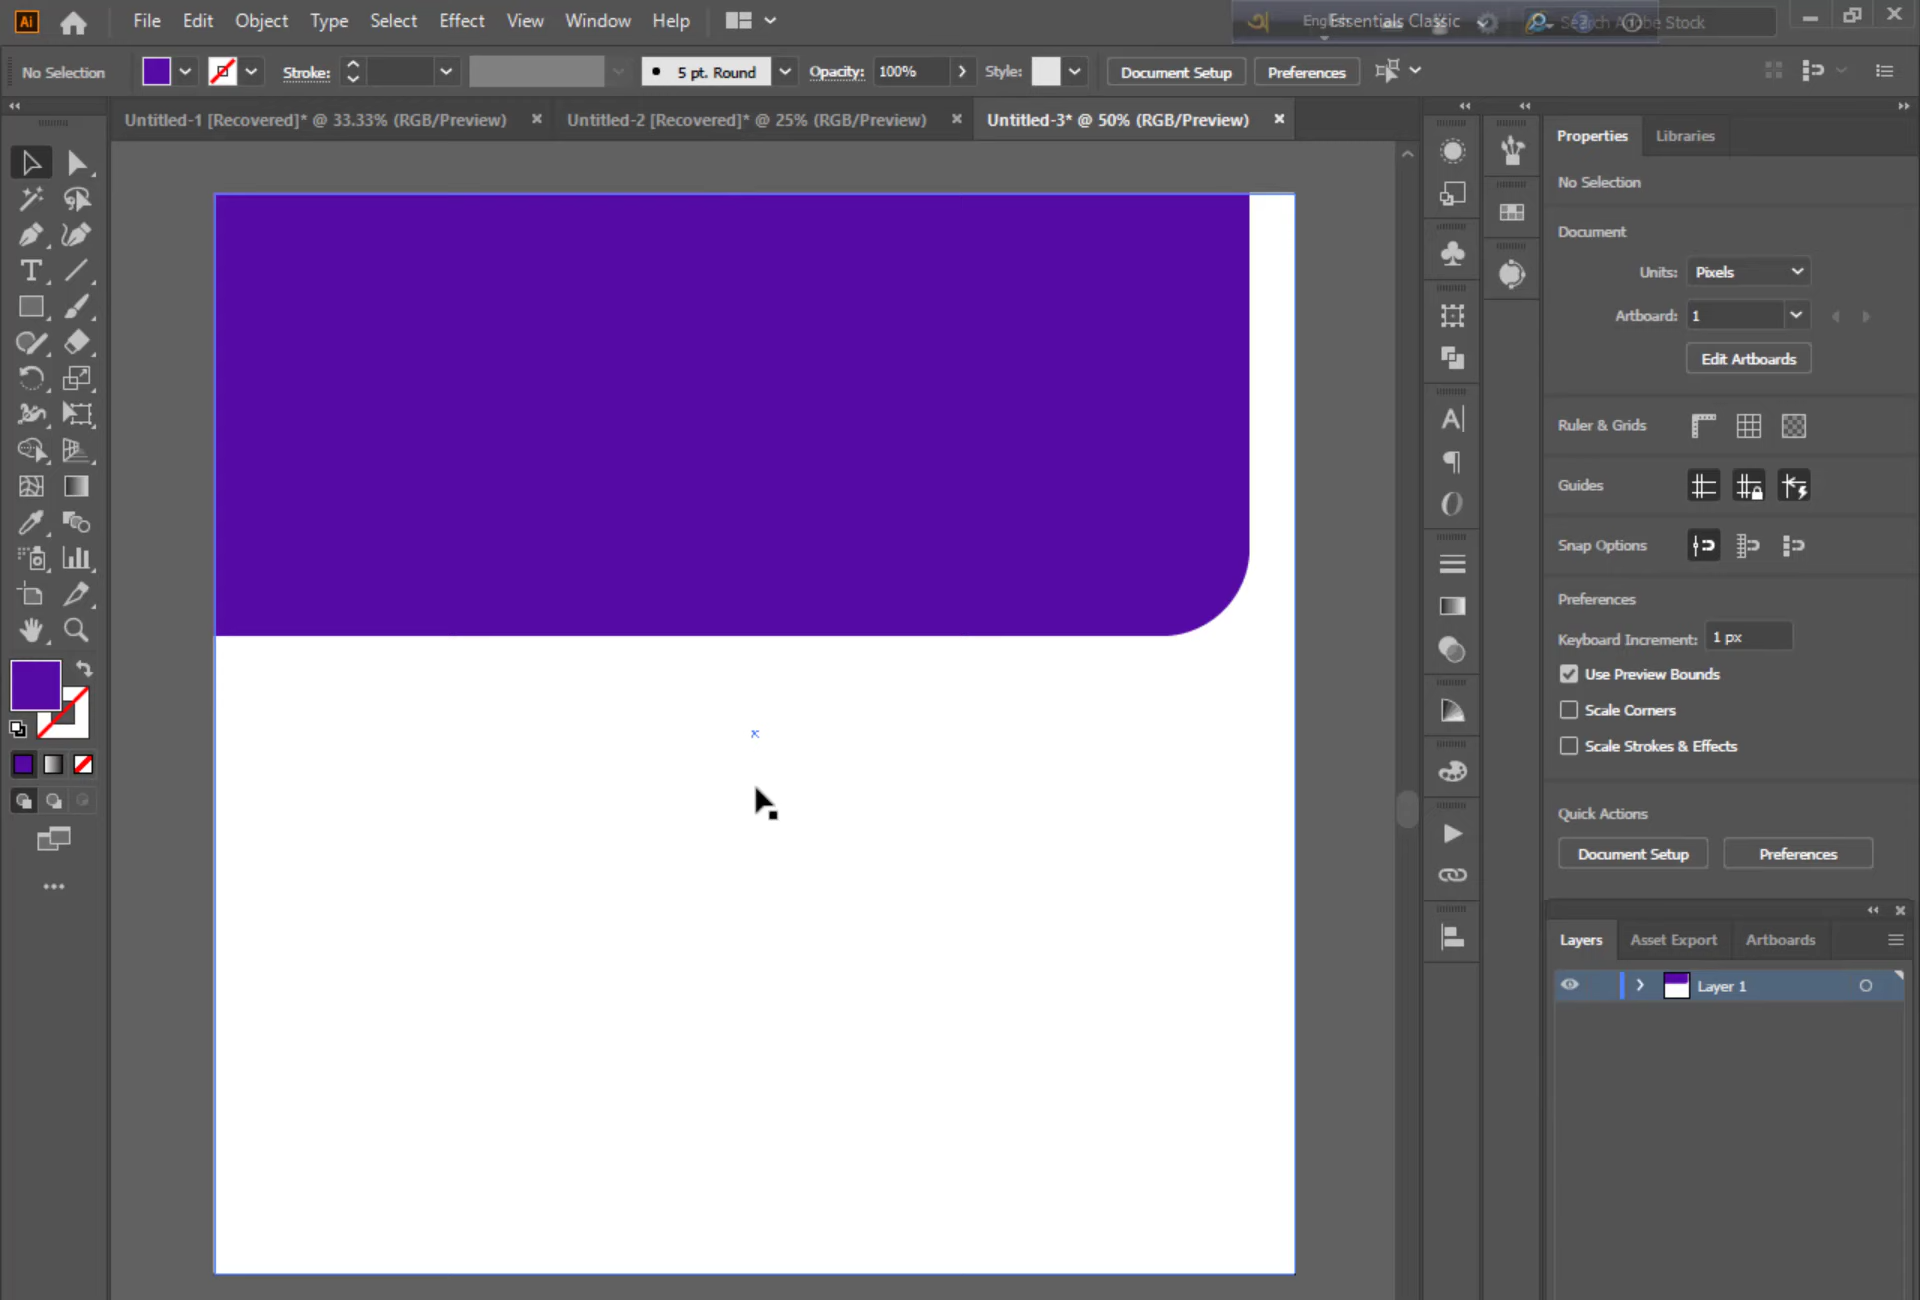 Ai File Edit Object Type Select Effect View Window Help English Essentials Classic Search Adobe Stock
No Selection Stroke: 5 pt. Round Opacity: 100% Style: Document Setup Preferences
Untitled-1 [Recovered]* @ 33.33% (RGB/Preview) Untitled-2 [Recovered]* @ 25% (RGB/Preview) Untitled-3* @ 50% (RGB/Preview)
Properties Libraries
No Selection
Document
Units: Pixels
Artboard: 1
Edit Artboards
Ruler & Grids
Guides
Snap Options
Preferences
Keyboard Increment: 1 px
Use Preview Bounds
Scale Corners
Scale Strokes & Effects
Quick Actions
Document Setup Preferences
Layers Asset Export Artboards
Layer 1